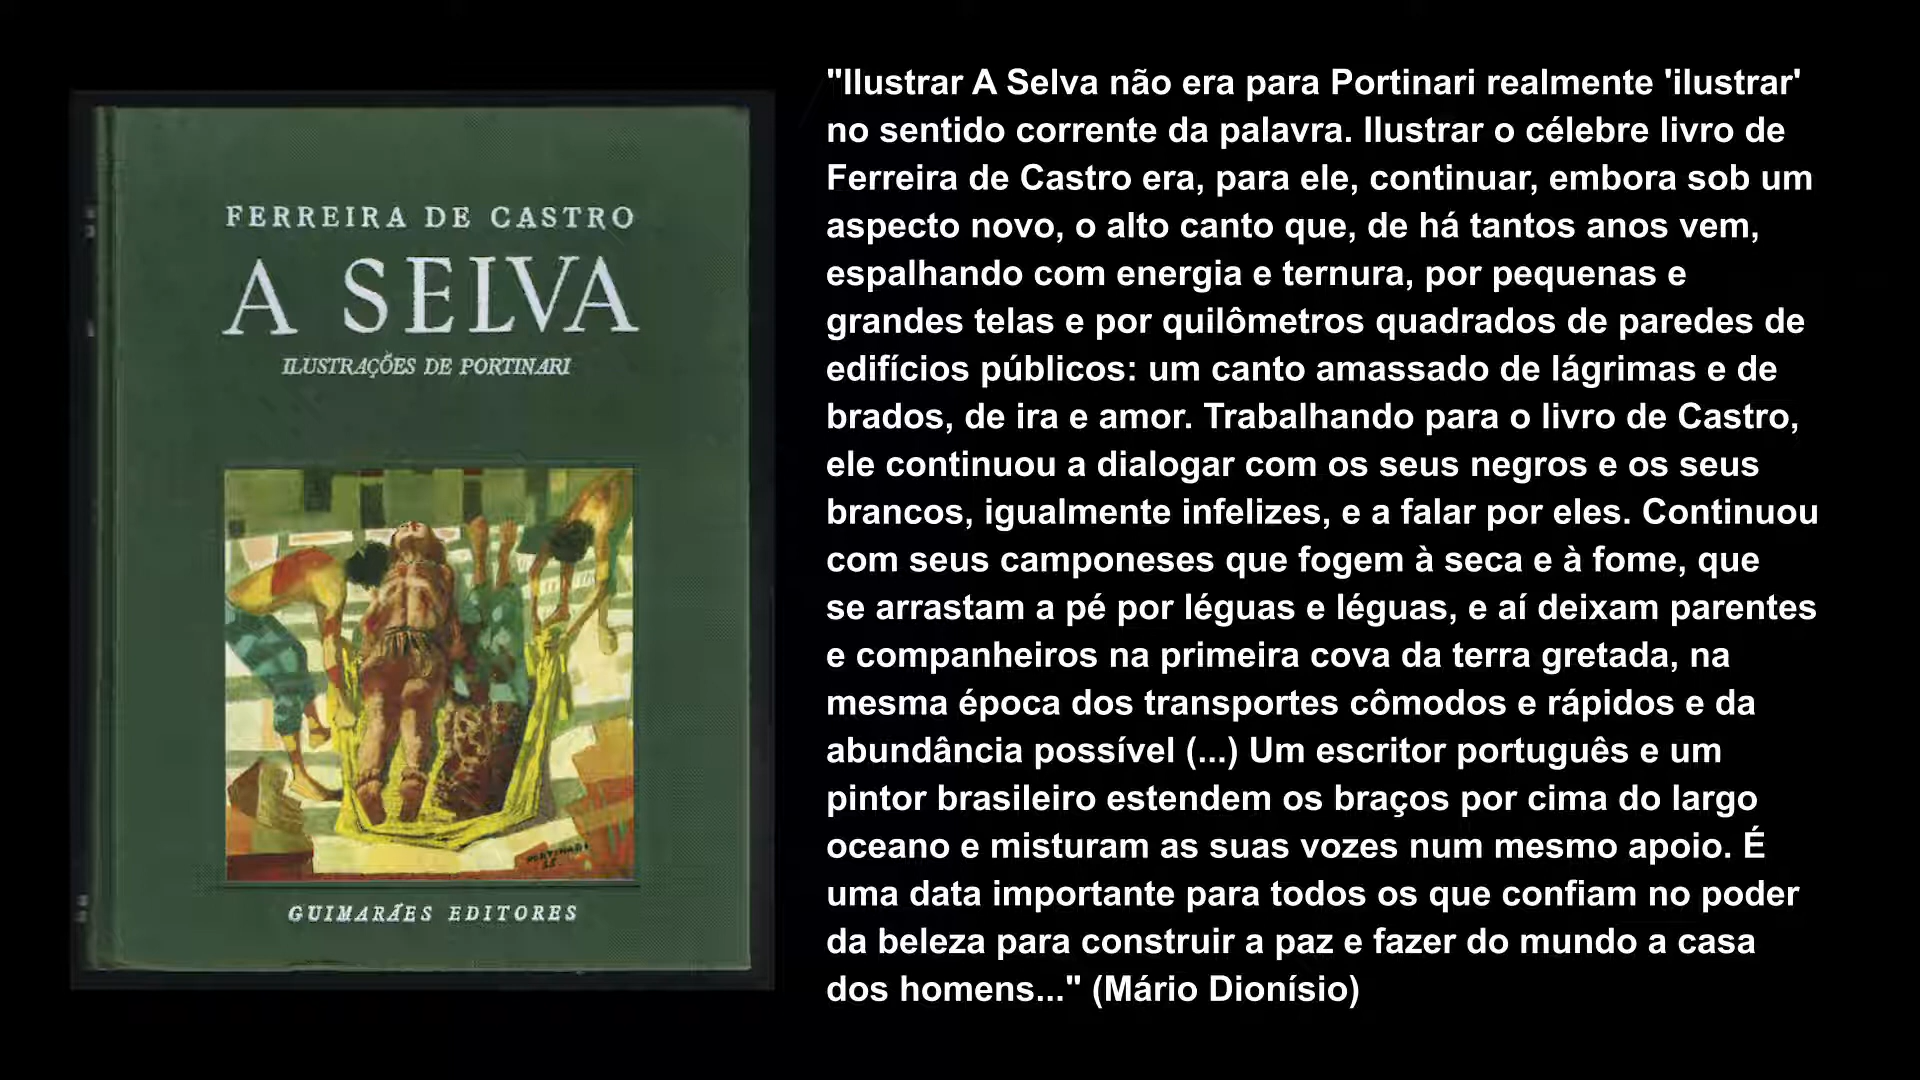 FERREIRA DE CASTRO
A SELVA
ILUSTRAÇÕES DE PORTINARI
PORTINARI
GUIMARÃES EDITORES
"Ilustrar A Selva não era para Portinari realmente 'ilustrar'
no sentido corrente da palavra. Ilustrar o célebre livro de
Ferreira de Castro era, para ele, continuar, embora sob um
aspecto novo, o alto canto que, de há tantos anos vem,
espalhando com energia e ternura, por pequenas e
grandes telas e por quilômetros quadrados de paredes de
edifícios públicos: um canto amassado de lágrimas e de
brados, de ira e amor. Trabalhando para o livro de Castro,
ele continuou a dialogar com os seus negros e os seus
brancos, igualmente infelizes, e a falar por eles. Continuou
com seus camponeses que fogem à seca e à fome, que
se arrastam a pé por léguas e léguas, e aí deixam parentes
e companheiros na primeira cova da terra gretada, na
mesma época dos transportes cômodos e rápidos e da
abundância possível (...) Um escritor português e um
pintor brasileiro estendem os braços por cima do largo
oceano e misturam as suas vozes num mesmo apoio. É
uma data importante para todos os que confiam no poder
da beleza para construir a paz e fazer do mundo a casa
dos homens..." (Mário Dionísio)